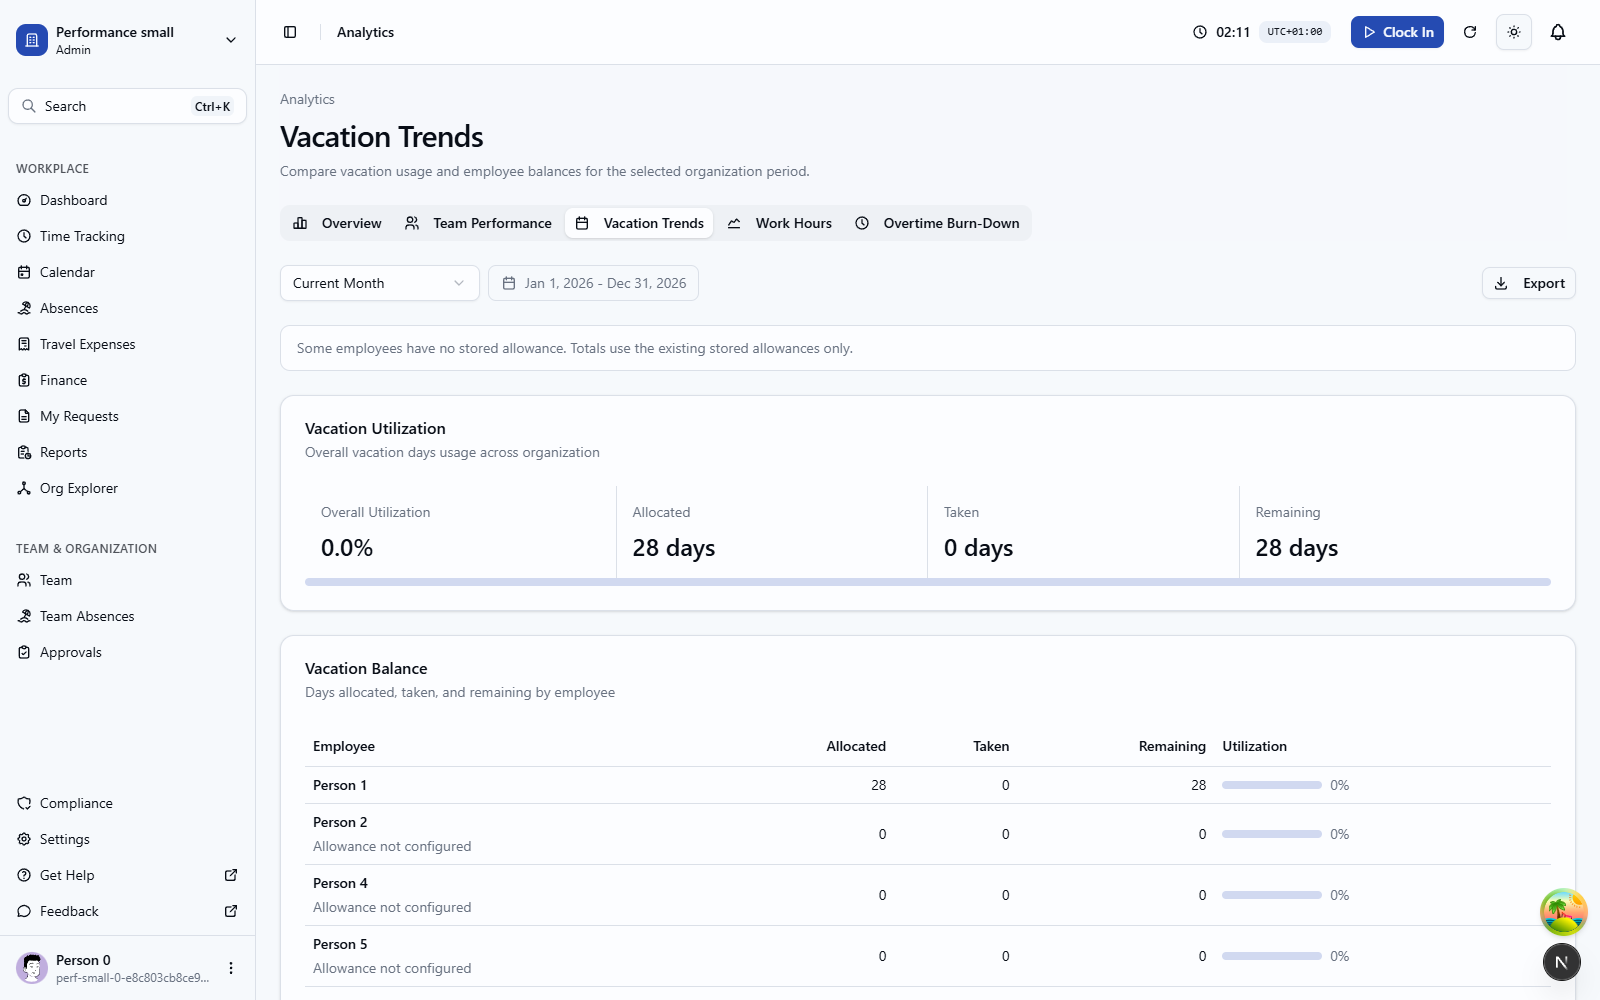 Performance small
Admin
Search
Ctrl+K
WORKPLACE
Dashboard
Time Tracking
Calendar
Absences
Travel Expenses
Finance
My Requests
Reports
Org Explorer
TEAM & ORGANIZATION
Team
Team Absences
Approvals
Compliance
Settings
Get Help
Feedback
Person 0
perf-small-0-e8c803cb8ce9...
Analytics
02:11 UTC+01:00
Clock In
Analytics
Vacation Trends
Compare vacation usage and employee balances for the selected organization period.
Overview Team Performance Vacation Trends Work Hours Overtime Burn-Down
Current Month Jan 1, 2026 - Dec 31, 2026
Export
Some employees have no stored allowance. Totals use the existing stored allowances only.
Vacation Utilization
Overall vacation days usage across organization
Overall Utilization Allocated Taken Remaining
0.0% 28 days 0 days 28 days
Vacation Balance
Days allocated, taken, and remaining by employee
Employee Allocated Taken Remaining Utilization
Person 1 28 0 28 0%
Person 2
Allowance not configured
0 0 0 0%
Person 4
Allowance not configured
0 0 0 0%
Person 5
Allowance not configured
0 0 0 0%
N